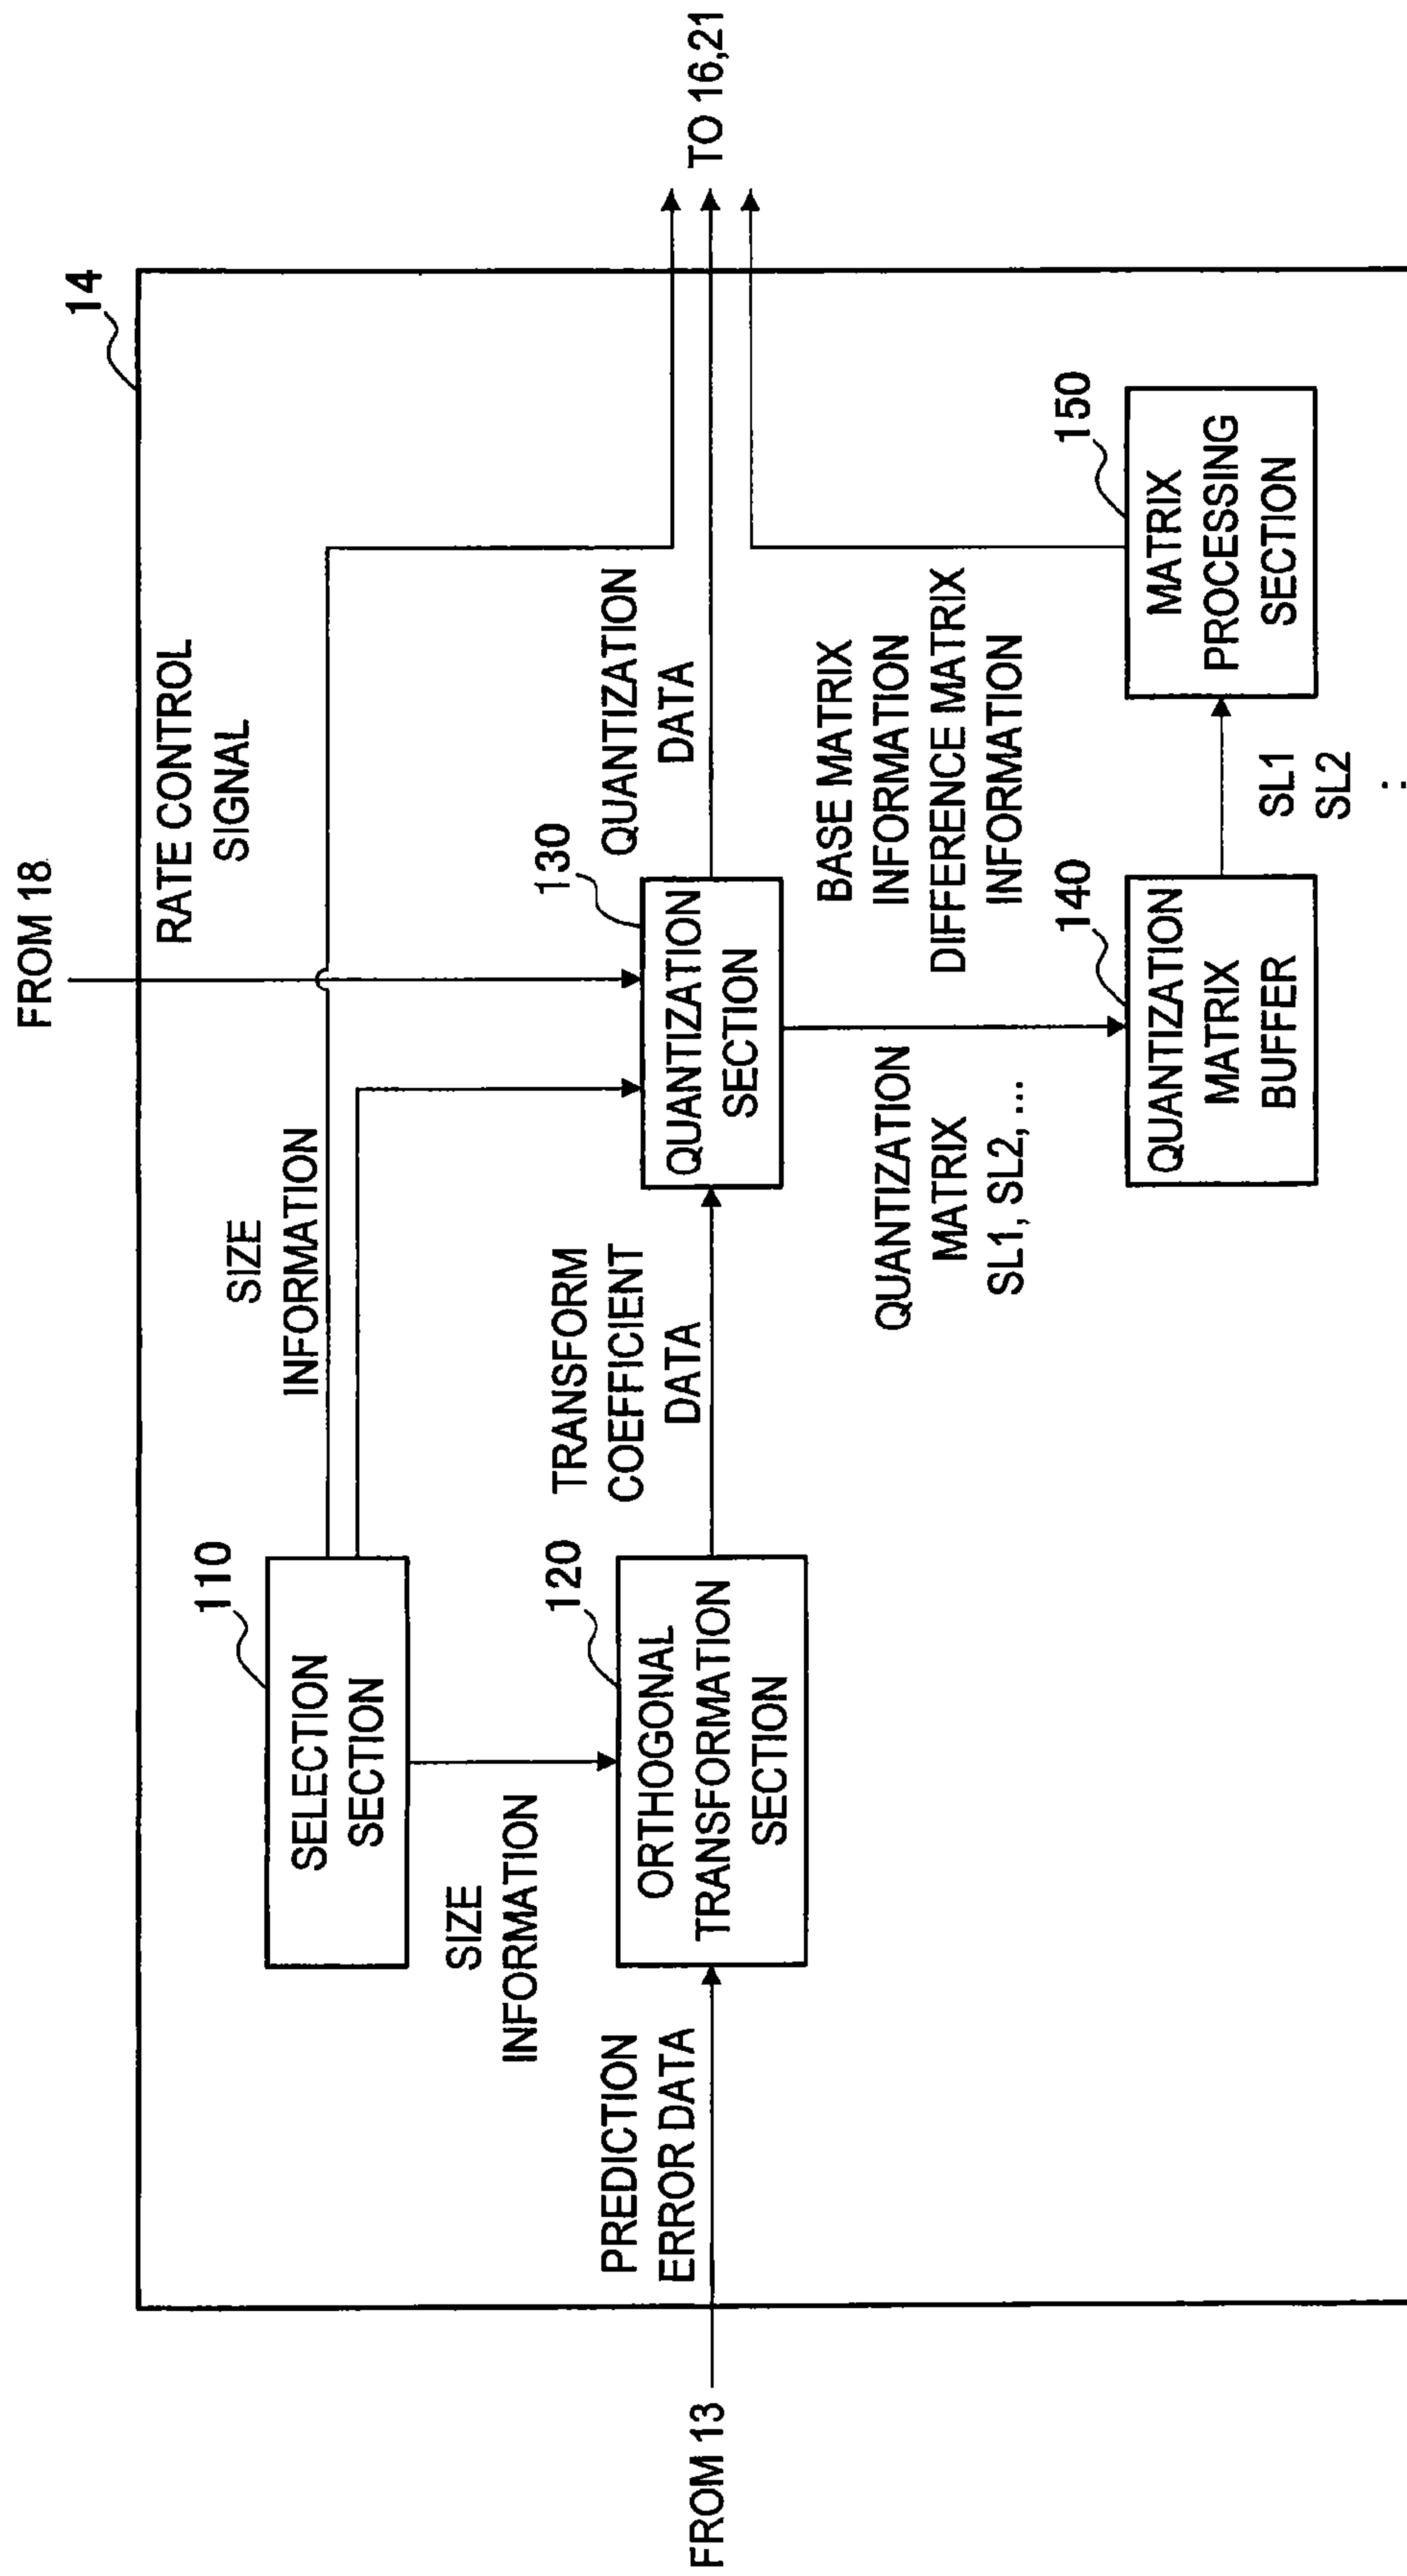 FROM 18
14
RATE CONTROL
SIGNAL
SIZE
INFORMATION
110
SELECTION
SECTION
SIZE
INFORMATION
FROM 13
PREDICTION
ERROR DATA
120
ORTHOGONAL
TRANSFORMATION
SECTION
TRANSFORM
COEFFICIENT
DATA
130
QUANTIZATION
SECTION
QUANTIZATION
DATA
TO 16,21
QUANTIZATION
MATRIX
SL1, SL2, ...
BASE MATRIX
INFORMATION
DIFFERENCE MATRIX
INFORMATION
140
QUANTIZATION
MATRIX
BUFFER
SL1
SL2
:
150
MATRIX
PROCESSING
SECTION